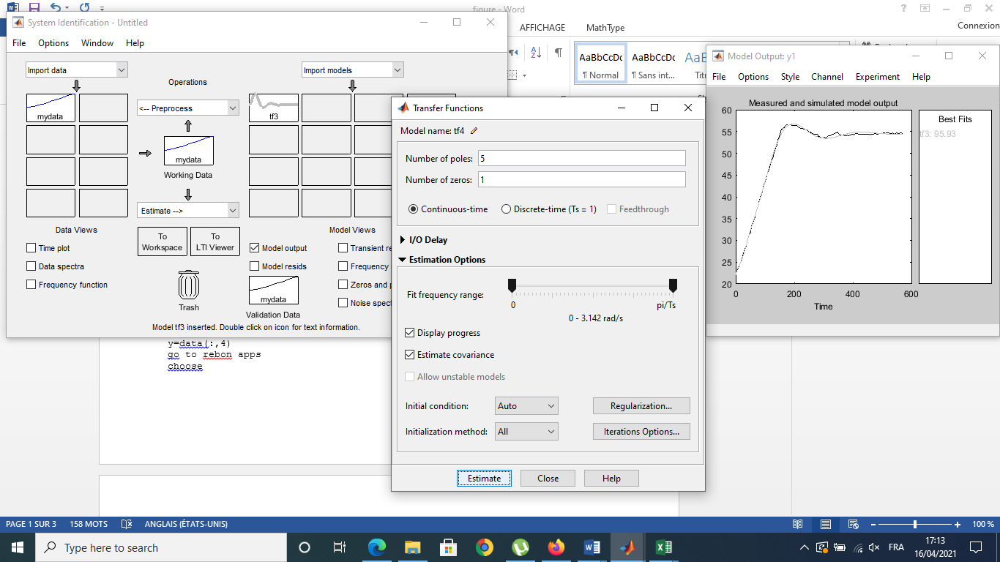 figure - Word
AFFICHAGE
MathType
Connexion
AaBbCcDc
AaBbCcDc
¶ Normal
¶ Sans int...
System Identification - Untitled
File Options Window Help
Import data
Import models
Operations
mydata
<-- Preprocess
tf3
mydata
Working Data
Estimate -->
Data Views
To Workspace
To LTI Viewer
Model Views
Time plot
Data spectra
Frequency function
Model output
Model resids
Transient re
Frequency
Zeros and p
Noise spect
Trash
mydata
Validation Data
Model tf3 inserted. Double click on icon for text information.
y=data(:,4)
go to rebon apps
choose
Transfer Functions
Model name: tf4
Number of poles: 5
Number of zeros: 1
Continuous-time
Discrete-time (Ts = 1)
Feedthrough
I/O Delay
Estimation Options
Fit frequency range:
0
pi/Ts
0 - 3.142 rad/s
Display progress
Estimate covariance
Allow unstable models
Initial condition: Auto
Regularization...
Initialization method: All
Iterations Options...
Estimate
Close
Help
Model Output: y1
File Options Style Channel Experiment Help
Measured and simulated model output
60
55
50
45
40
35
30
25
20
0 200 400 600
Time
Best Fits
tf3: 95.93
PAGE 1 SUR 3
158 MOTS
ANGLAIS (ÉTATS-UNIS)
100 %
Type here to search
FRA
17:13
16/04/2021